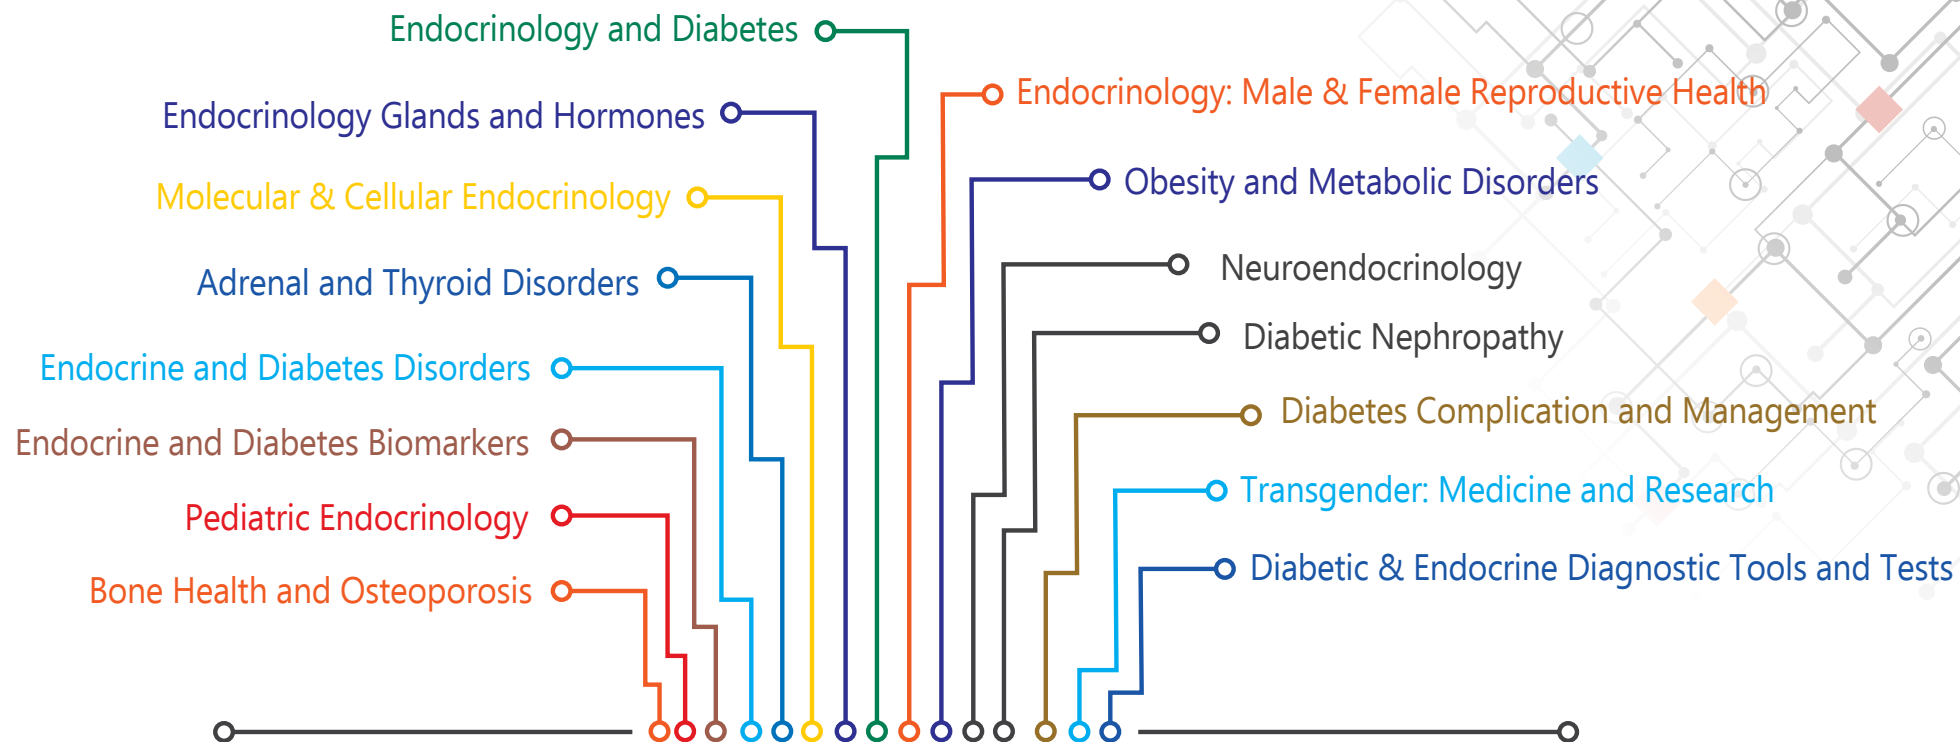 Endocrinology and Diabetes
Endocrinology Glands and Hormones
Molecular & Cellular Endocrinology
Adrenal and Thyroid Disorders
Endocrine and Diabetes Disorders
Endocrine and Diabetes Biomarkers
Pediatric Endocrinology
Bone Health and Osteoporosis
Endocrinology: Male & Female Reproductive Health
Obesity and Metabolic Disorders
Neuroendocrinology
Diabetic Nephropathy
Diabetes Complication and Management
Transgender: Medicine and Research
Diabetic & Endocrine Diagnostic Tools and Tests